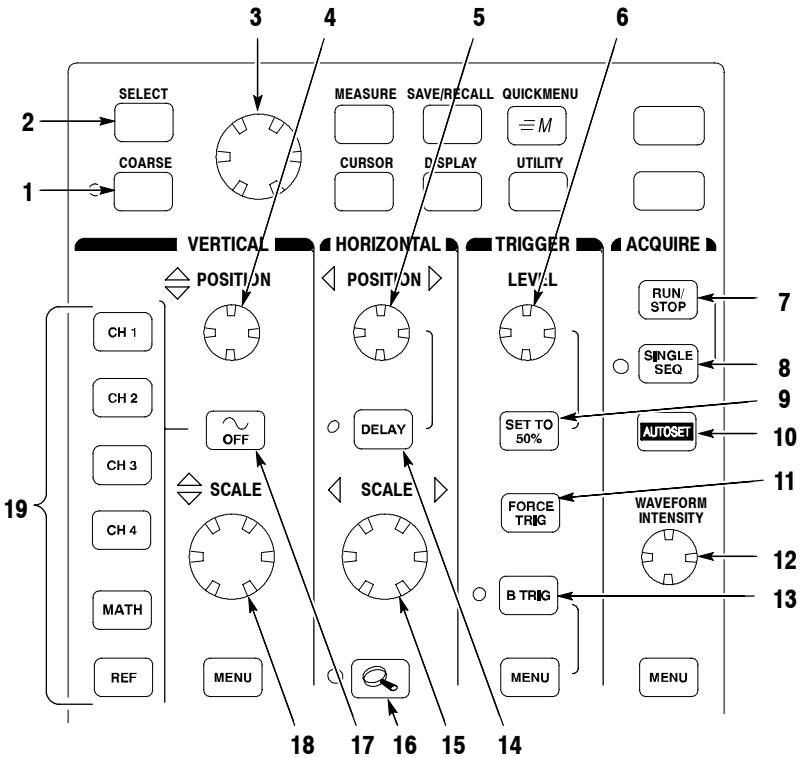 3 4 5 6
SELECT MEASURE SAVE/RECALL QUICKMENU
2
M
COARSE CURSOR DISPLAY UTILITY
1
VERTICAL HORIZONTAL TRIGGER ACQUIRE
POSITION POSITION LEVEL
RUN/
STOP
7
CH 1
SINGLE
SEQ
8
CH 2
9
OFF
DELAY
SET TO
50%
AUTOSET
10
CH 3
SCALE SCALE
11
19
FORCE
TRIG
WAVEFORM
INTENSITY
CH 4
12
MATH
B TRIG
13
REF MENU MENU MENU
18 17 16 15 14